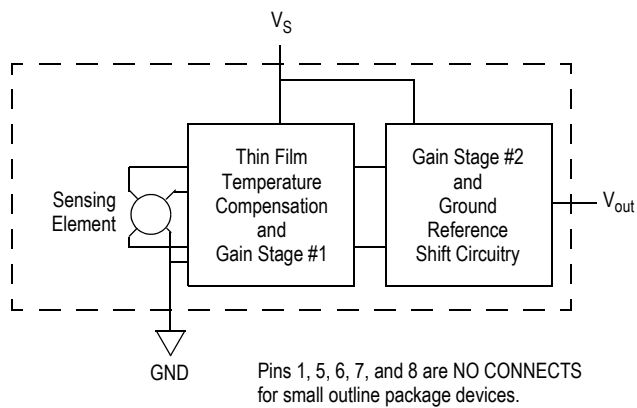 V_S
Thin Film
Temperature
Compensation
and
Gain Stage #1
Gain Stage #2
and
Ground
Reference
Shift Circuitry
Sensing
Element
V_out
GND
Pins 1, 5, 6, 7, and 8 are NO CONNECTS
for small outline package devices.